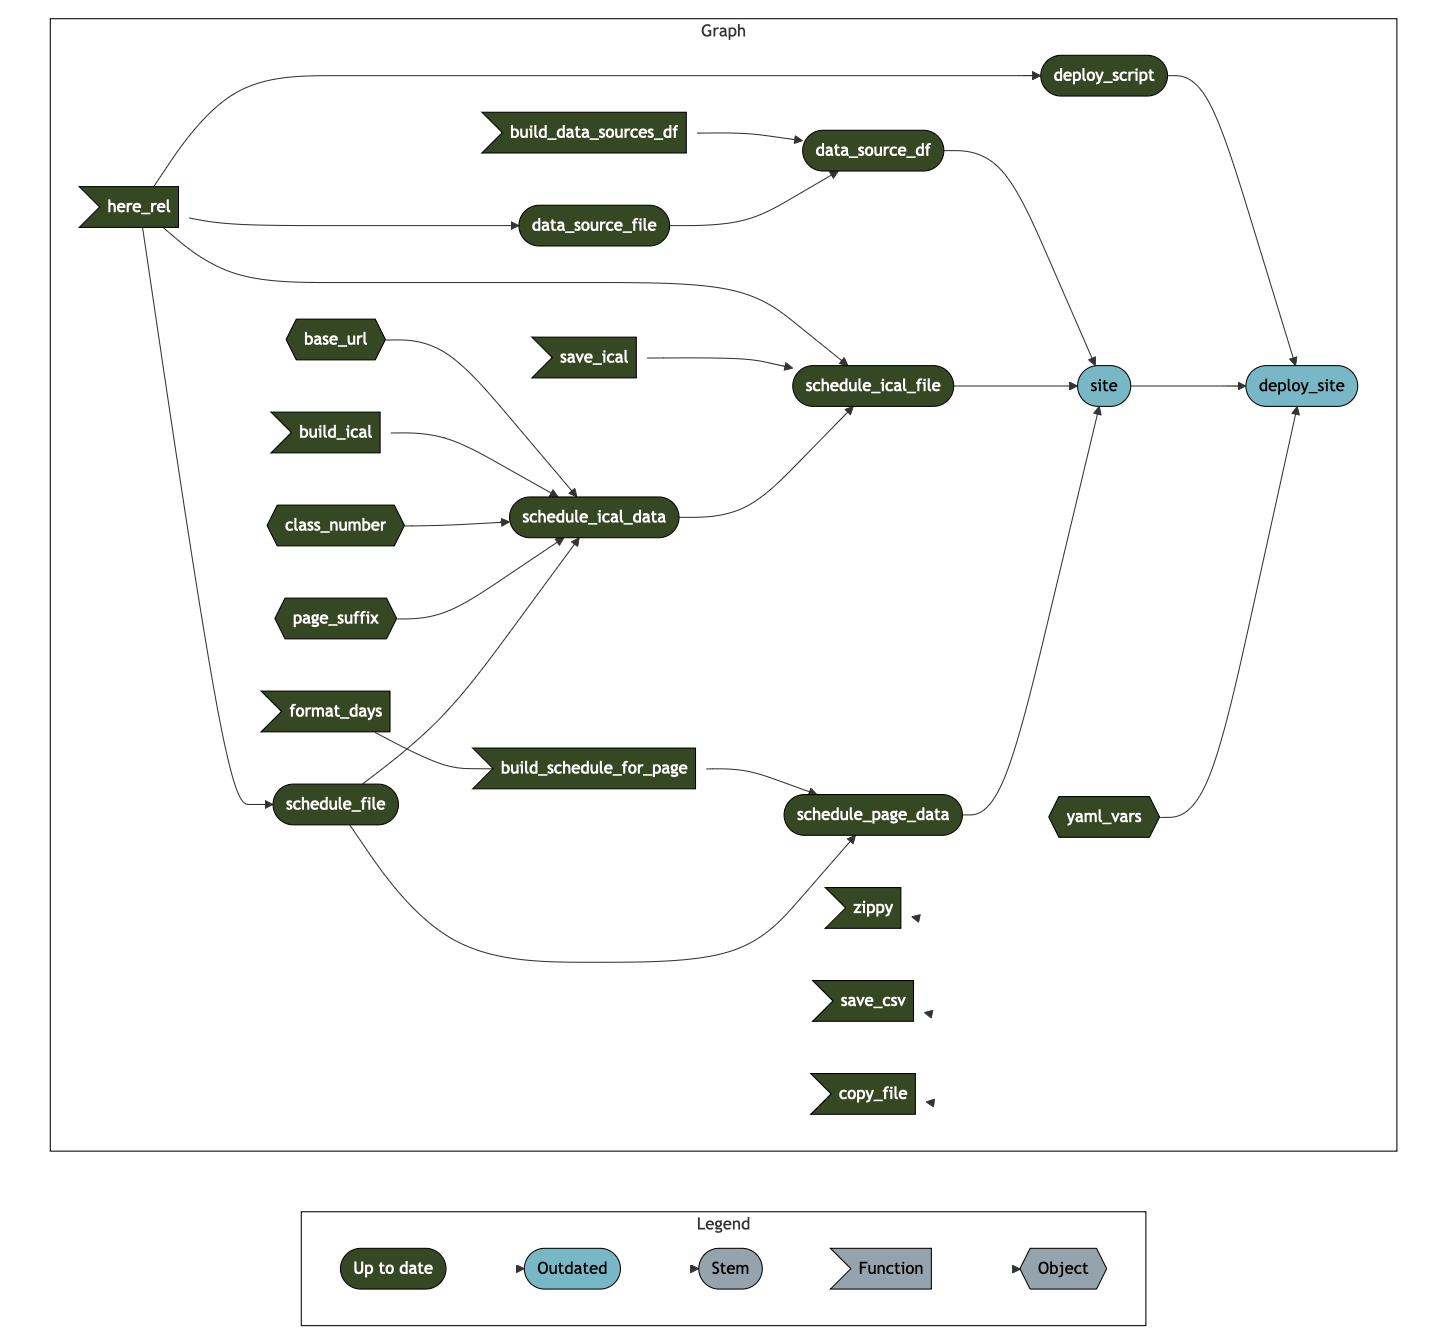 Graph
deploy_script
build_data_sources_df
data_source_df
here_rel
data_source_file
base_url
save_ical
schedule_ical_file
site
deploy_site
build_ical
schedule_ical_data
class_number
page_suffix
format_days
build_schedule_for_page
schedule_file
schedule_page_data
yaml_vars
zippy
save_csv
copy_file
Legend
Up to date
Outdated
Stem
Function
Object